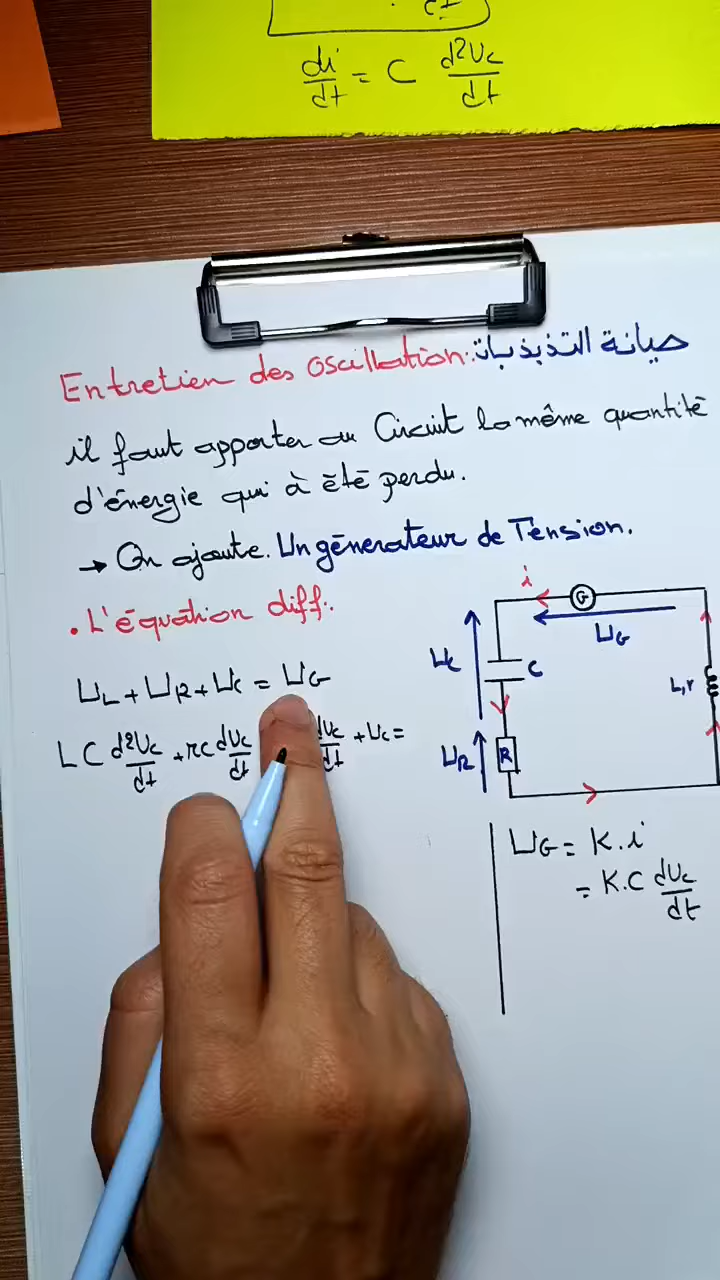 di/dt = C d²Uc/dt
Entretien des oscillation: صيانة التذبذبات
il faut apporter au Circuit la même quantité
d'énergie qui à été perdu.
→ On ajoute. Un génerateur de Tension.
• L'équation diff:
UL + UR + Uc = UG
LC d²Uc/dt + rC dUc/dt dUc/dt + Uc =
i
G
UG
Uc
C
L,r
UR
R
UG = K.i
= K.C dUc/dt